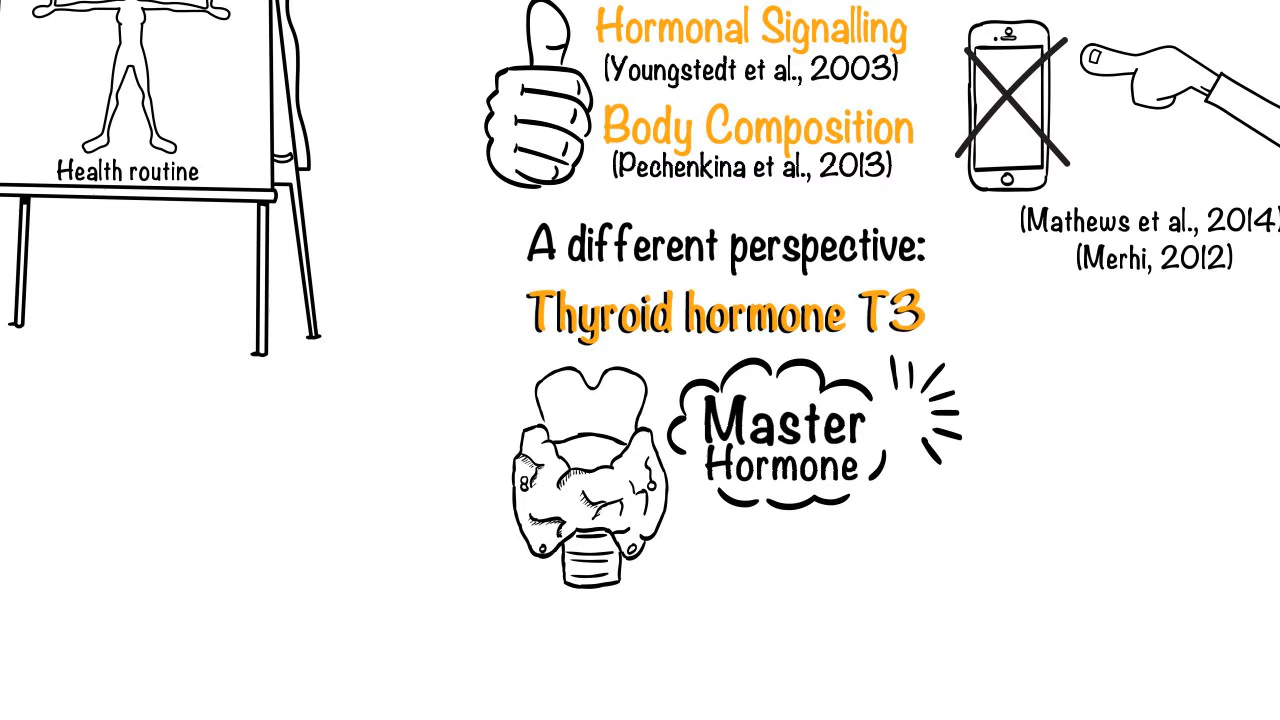 Health routine
Hormonal Signalling
(Youngstedt et al., 2003)
Body Composition
(Pechenkina et al., 2013)
(Mathews et al., 2014)
(Merhi, 2012)
A different perspective:
Thyroid hormone T3
Master
Hormone